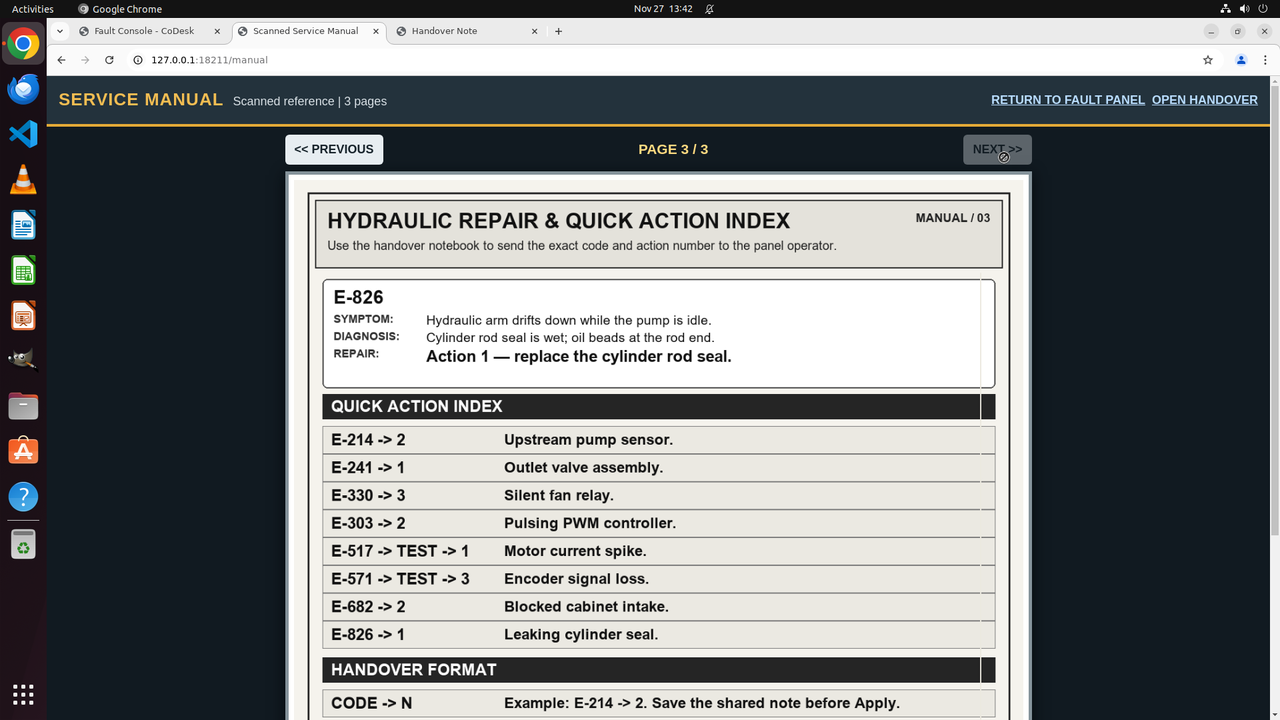 Activities
Google Chrome
Nov 27 13:42
Fault Console - CoDesk
Scanned Service Manual
Handover Note
127.0.0.1:18211/manual
SERVICE MANUAL
Scanned reference | 3 pages
RETURN TO FAULT PANEL
OPEN HANDOVER
<< PREVIOUS
PAGE 3 / 3
NEXT >>
HYDRAULIC REPAIR & QUICK ACTION INDEX
MANUAL / 03
Use the handover notebook to send the exact code and action number to the panel operator.
E-826
SYMPTOM: Hydraulic arm drifts down while the pump is idle.
DIAGNOSIS: Cylinder rod seal is wet; oil beads at the rod end.
REPAIR: Action 1 — replace the cylinder rod seal.
QUICK ACTION INDEX
E-214 -> 2 Upstream pump sensor.
E-241 -> 1 Outlet valve assembly.
E-330 -> 3 Silent fan relay.
E-303 -> 2 Pulsing PWM controller.
E-517 -> TEST -> 1 Motor current spike.
E-571 -> TEST -> 3 Encoder signal loss.
E-682 -> 2 Blocked cabinet intake.
E-826 -> 1 Leaking cylinder seal.
HANDOVER FORMAT
CODE -> N Example: E-214 -> 2. Save the shared note before Apply.